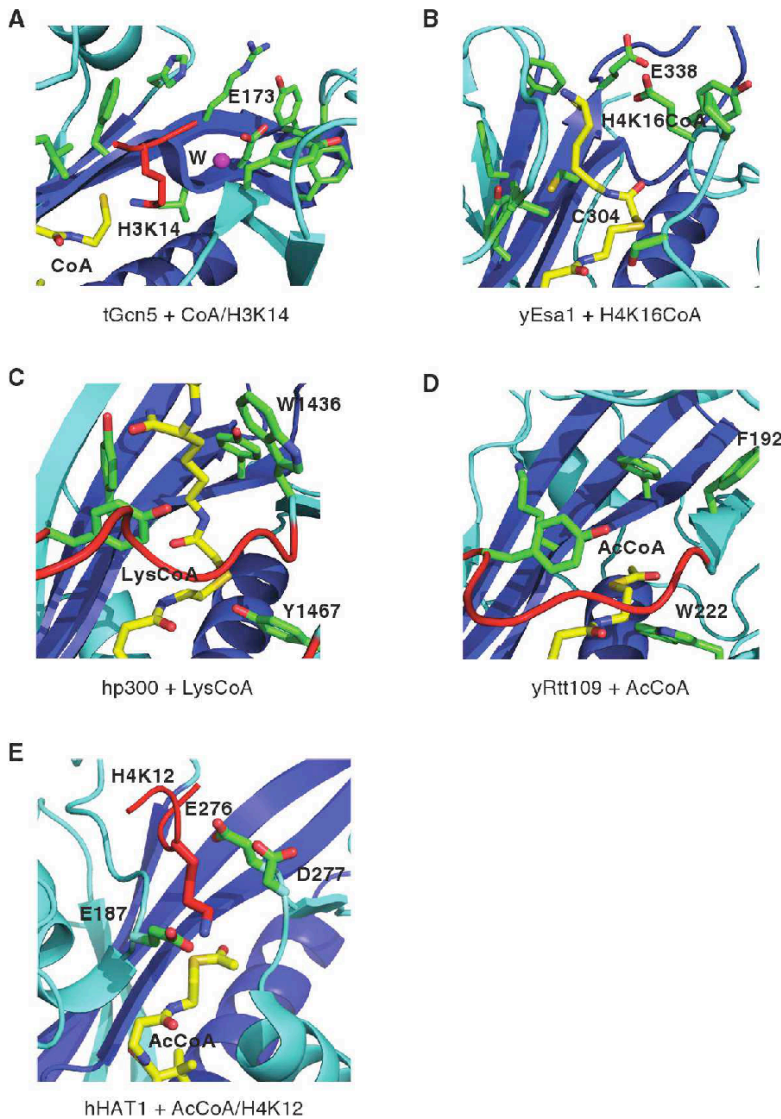 A
E173
W
H3K14
CoA
tGcn5 + CoA/H3K14
B
E338
H4K16CoA
C304
yEsa1 + H4K16CoA
C
W1436
LysCoA
Y1467
hp300 + LysCoA
D
F192
AcCoA
W222
yRtt109 + AcCoA
E
H4K12
E276
D277
E187
AcCoA
hHAT1 + AcCoA/H4K12